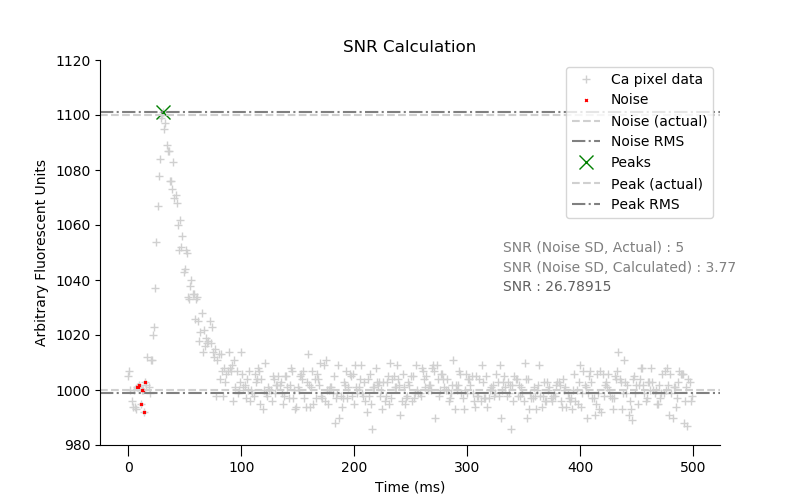 SNR Calculation
1120
1100
1080
1060
1040
1020
1000
980
Arbitrary Fluorescent Units
Ca pixel data
Noise
Noise (actual)
Noise RMS
Peaks
Peak (actual)
Peak RMS
SNR (Noise SD, Actual) : 5
SNR (Noise SD, Calculated) : 3.77
SNR : 26.78915
0 100 200 300 400 500
Time (ms)